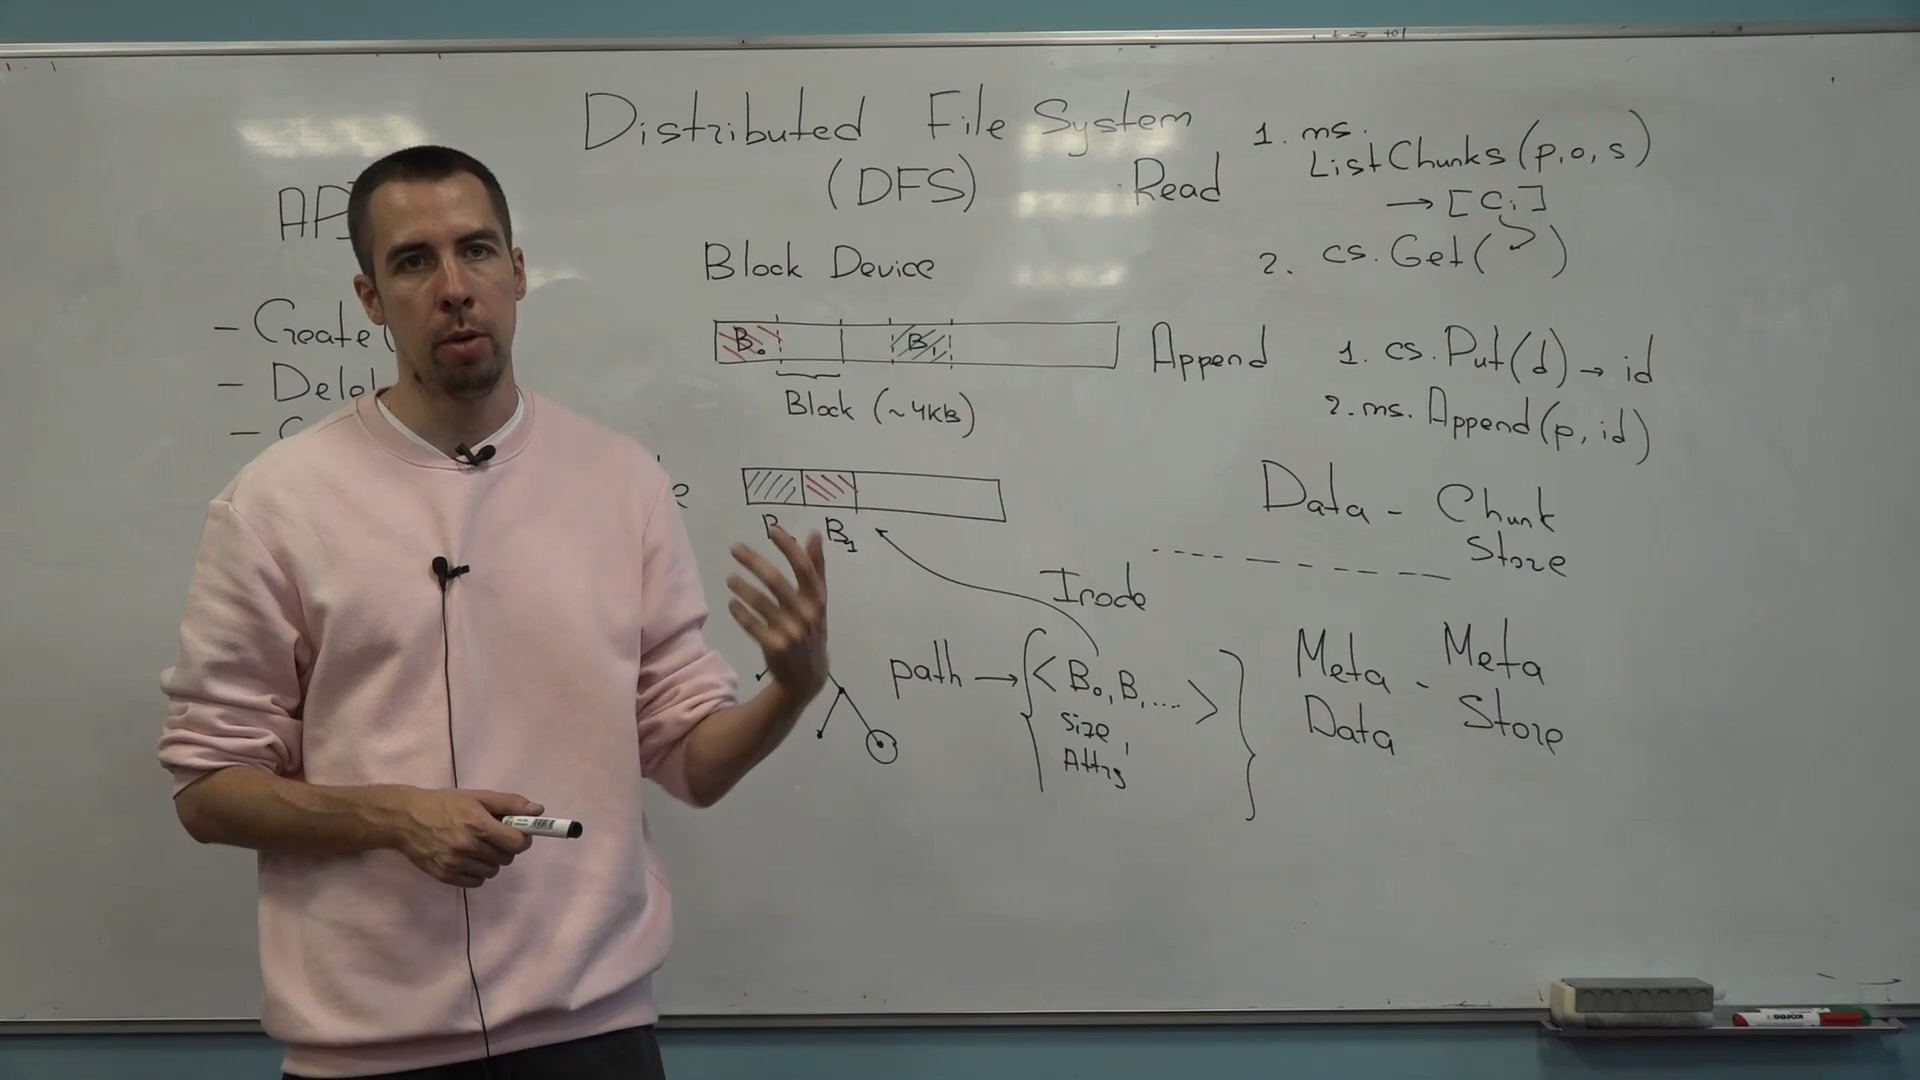 Distributed File System
(DFS)
API
- Create(
- Delet
- C
Block Device
B₀
B₁
Block (~4KB)
e
B₁
Inode
path → { < B₀, B₁, ... > }
Size,
Attrs
Read
1. ms.
ListChunks(p, o, s)
→ [Ci]
2. cs. Get( )
Append
1. cs. Put(d) → id
2. ms. Append(p, id)
Data - Chunk
Store
Meta - Meta
Data Store